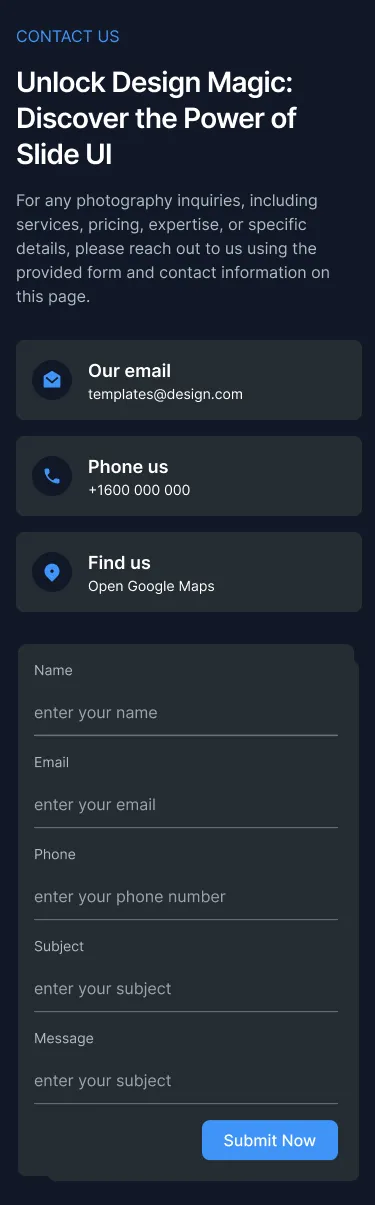 CONTACT US
Unlock Design Magic:
Discover the Power of
Slide UI
For any photography inquiries, including
services, pricing, expertise, or specific
details, please reach out to us using the
provided form and contact information on
this page.
Our email
templates@design.com
Phone us
+1600 000 000
Find us
Open Google Maps
Name
enter your name
Email
enter your email
Phone
enter your phone number
Subject
enter your subject
Message
enter your subject
Submit Now